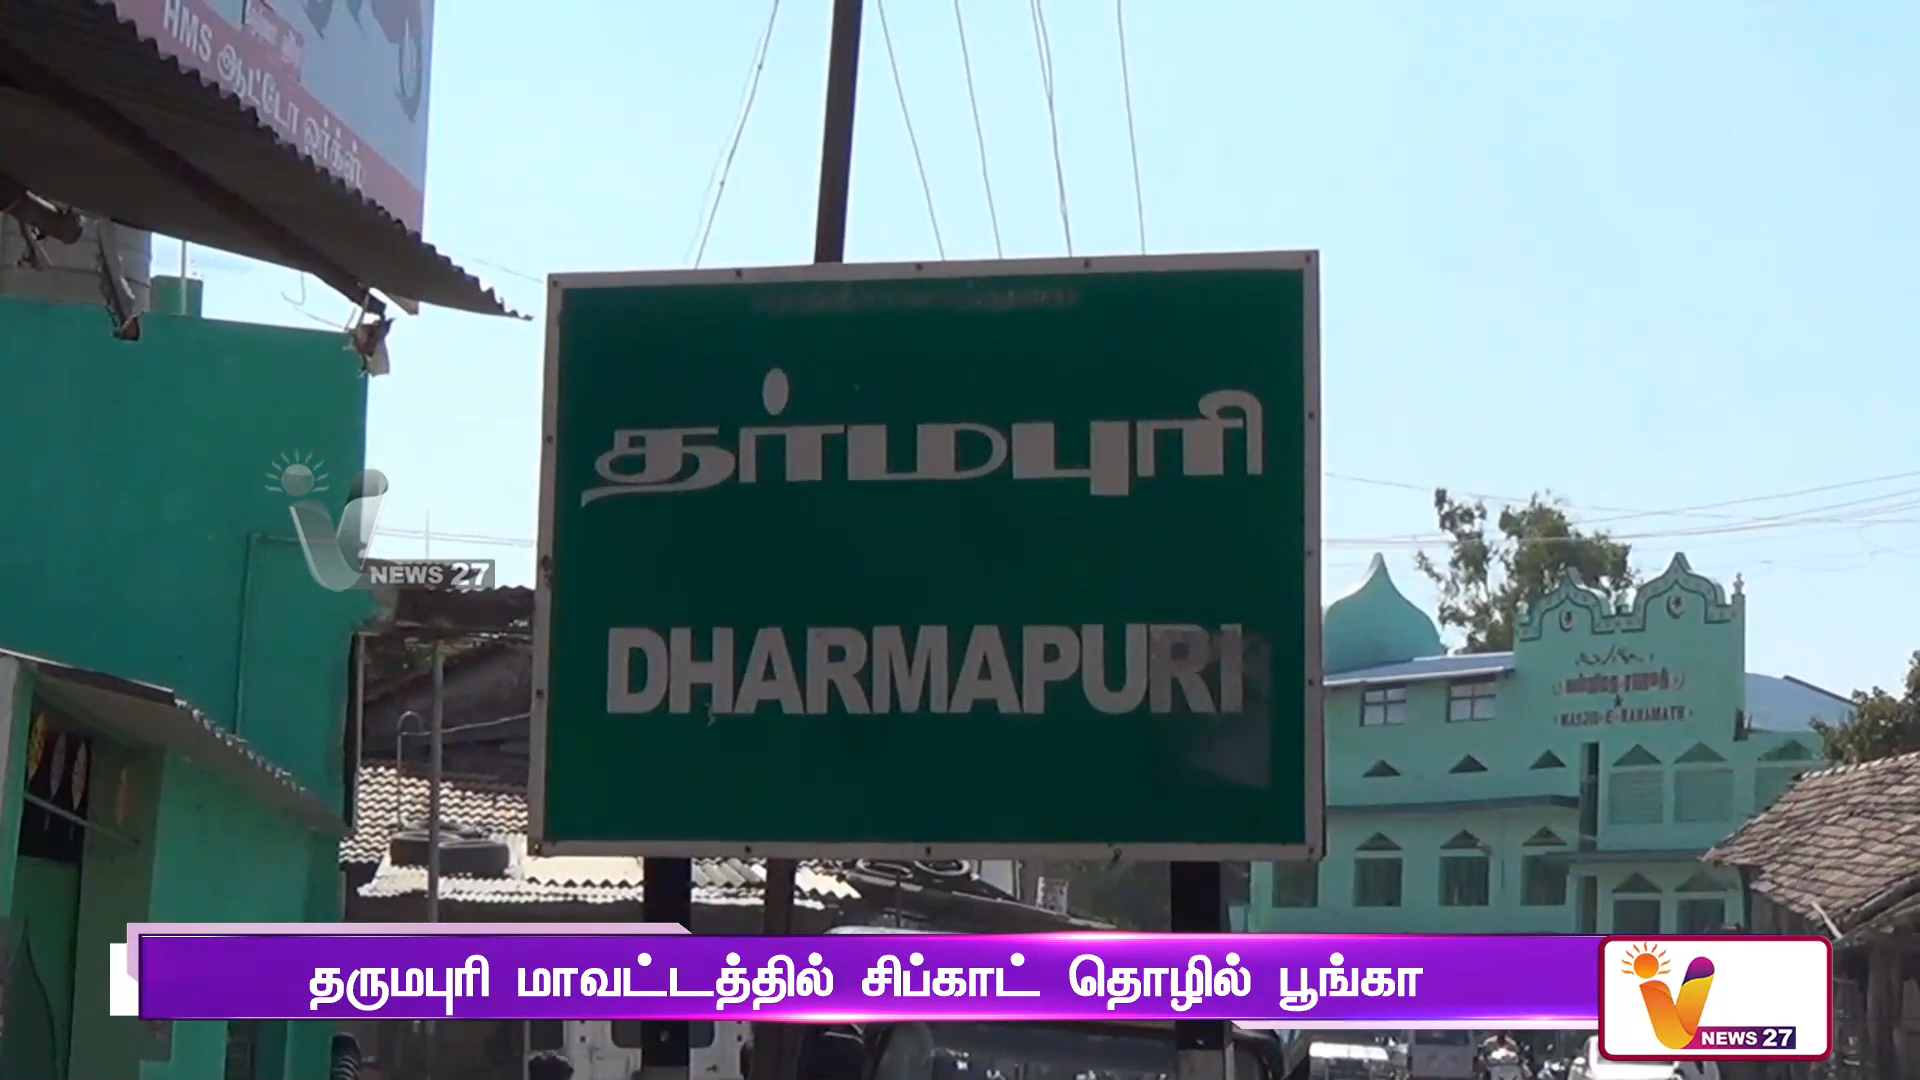 HMS ஆட்டோ ஒர்க்ஸ்
தர்மபுரி
DHARMAPURI
NEWS 27
MASJID-E-RAHAMATH
தருமபுரி மாவட்டத்தில் சிப்காட் தொழில் பூங்கா
NEWS 27